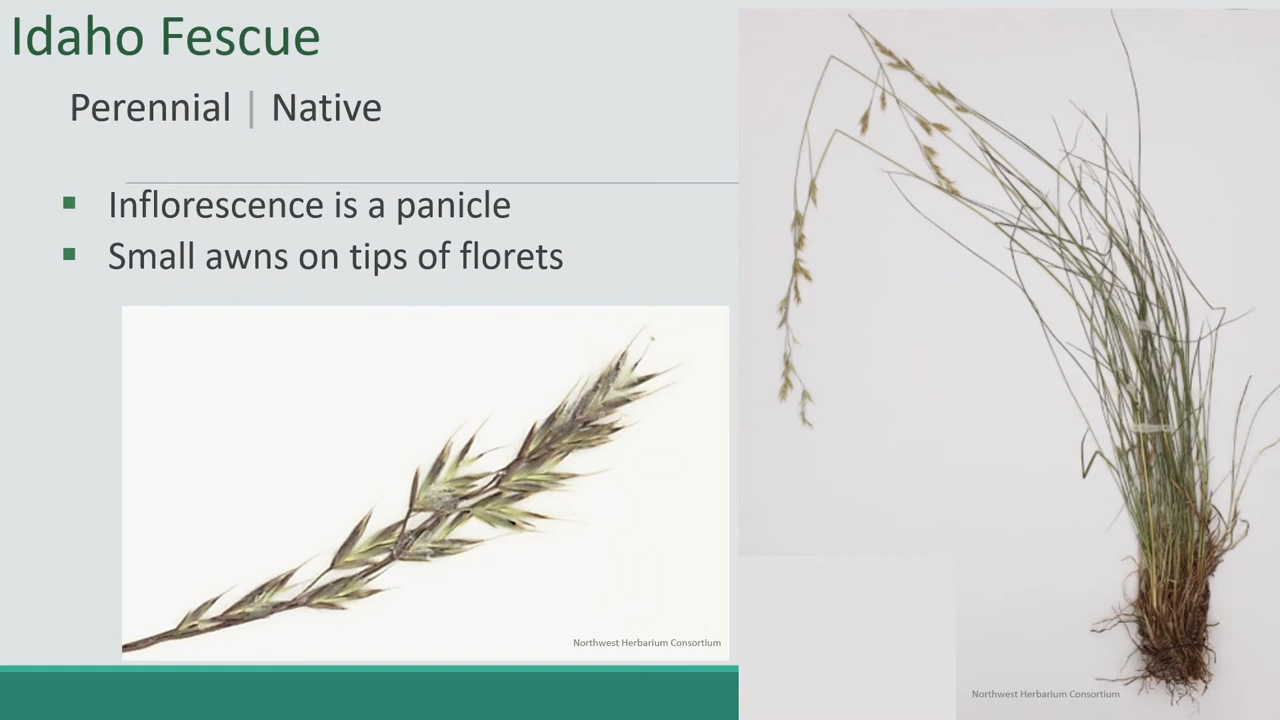 Idaho Fescue
Perennial | Native
Inflorescence is a panicle
Small awns on tips of florets
Northwest Herbarium Consortium
Northwest Herbarium Consortium